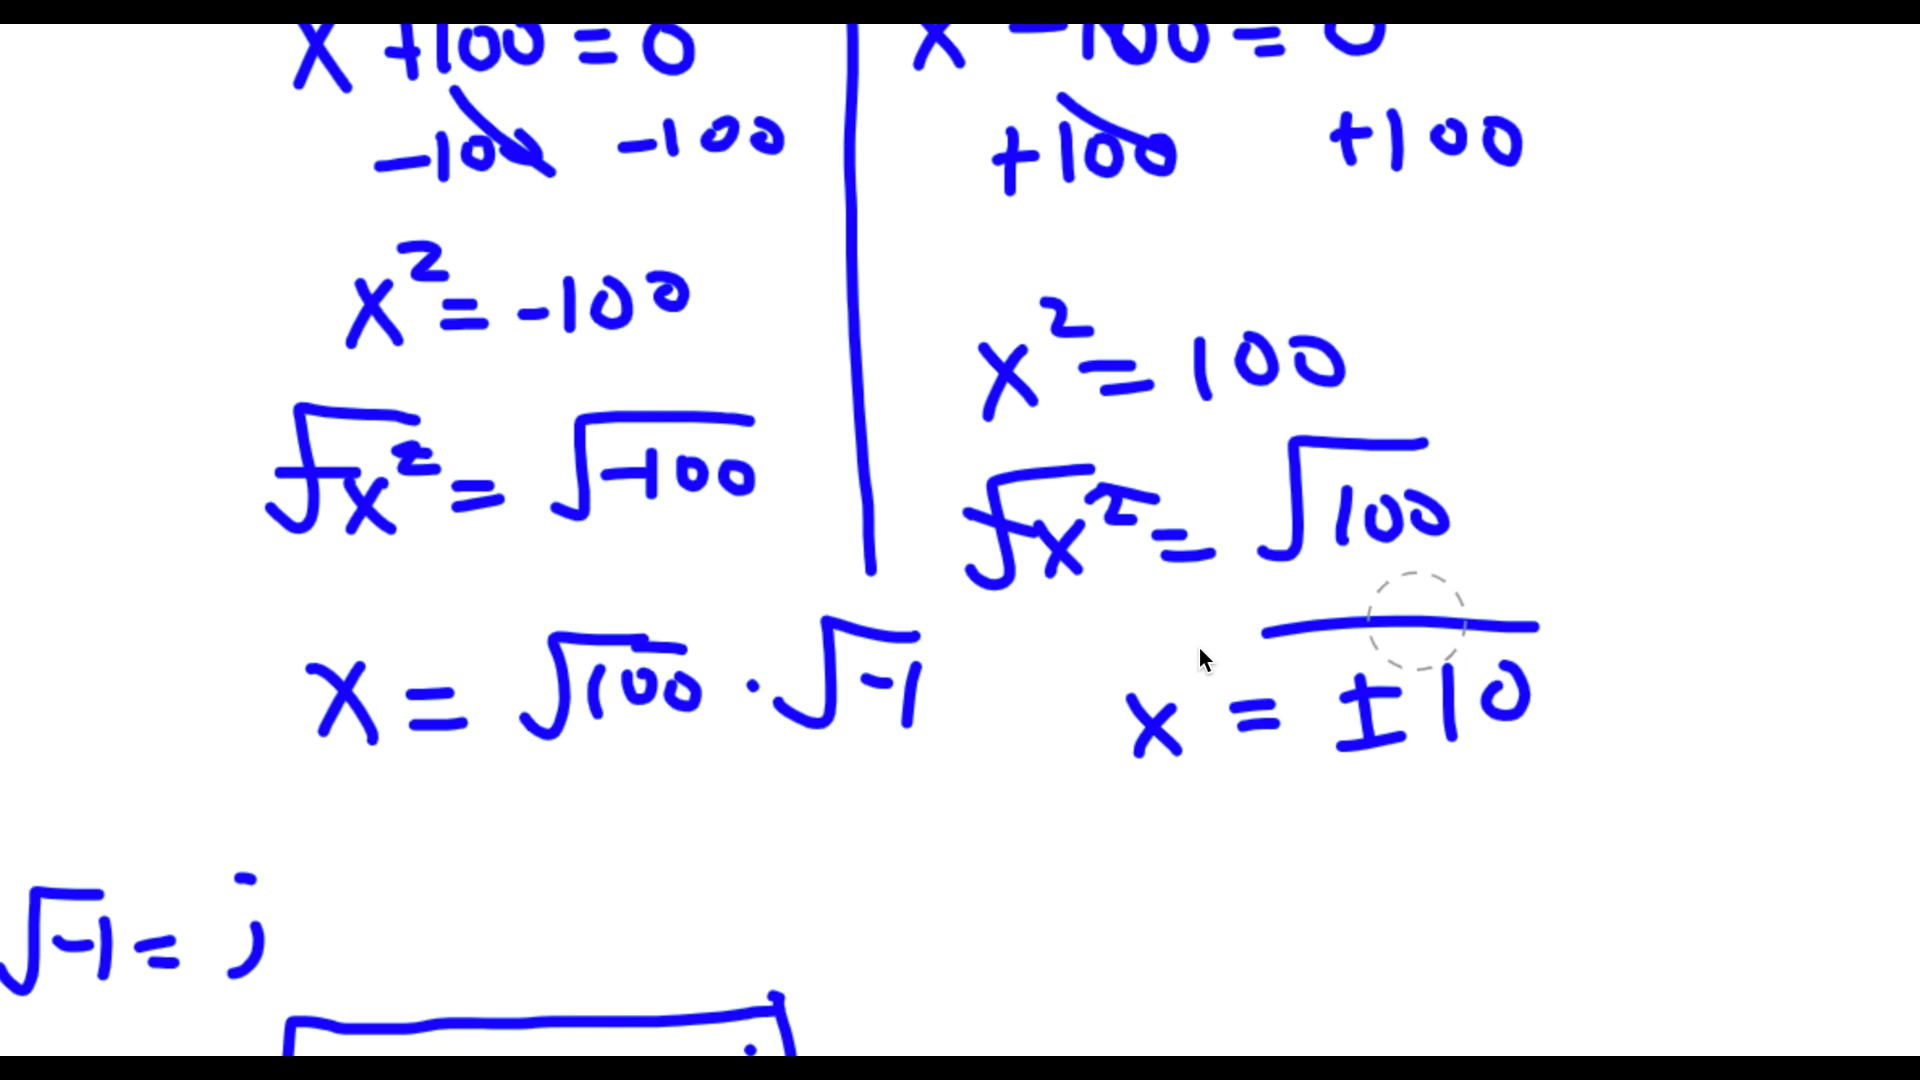 x +100 = 0
-100 -100
x² = -100
√x² = √-100
x = √100 · √-1
√-1 = i
x - 100 = 0
+100 +100
x² = 100
√x² = √100
x = ±10